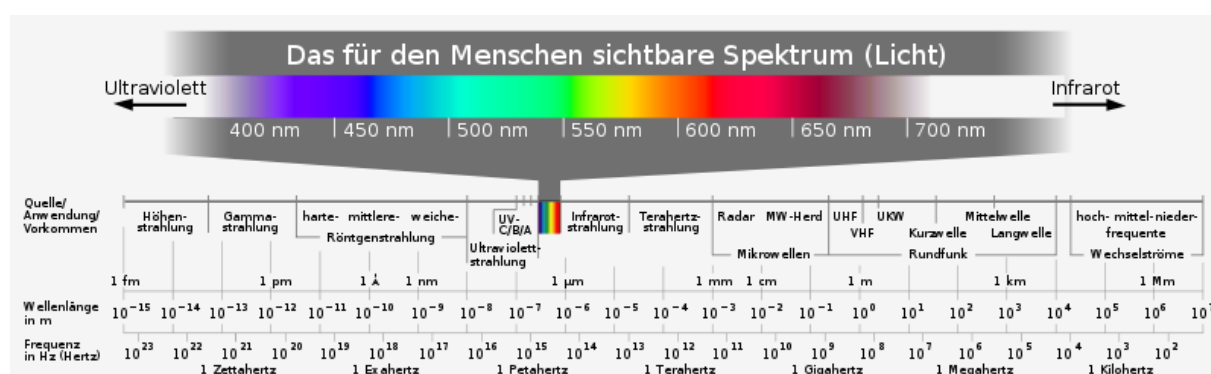 Das für den Menschen sichtbare Spektrum (Licht)
Ultraviolett
Infrarot
400 nm 450 nm 500 nm 550 nm 600 nm 650 nm 700 nm
Quelle/
Anwendung/
Vorkommen
Höhen-
strahlung
Gamma-
strahlung
harte- mittlere- weiche-
Röntgenstrahlung
UV-
C/B/A
Ultraviolett-
strahlung
Infrarot-
strahlung
Terahertz-
strahlung
Radar MW-Herd
Mikrowellen
UHF UKW Mittelwelle
VHF Kurzwelle Langwelle
Rundfunk
hoch- mittel- nieder-
frequente
Wechselströme
1 fm 1 pm 1 Å 1 nm 1 µm 1 mm 1 cm 1 m 1 km 1 Mm
Wellenlänge
in m
10⁻¹⁵ 10⁻¹⁴ 10⁻¹³ 10⁻¹² 10⁻¹¹ 10⁻¹⁰ 10⁻⁹ 10⁻⁸ 10⁻⁷ 10⁻⁶ 10⁻⁵ 10⁻⁴ 10⁻³ 10⁻² 10⁻¹ 10⁰ 10¹ 10² 10³ 10⁴ 10⁵ 10⁶ 10⁷
Frequenz
in Hz (Hertz)
10²³ 10²² 10²¹ 10²⁰ 10¹⁹ 10¹⁸ 10¹⁷ 10¹⁶ 10¹⁵ 10¹⁴ 10¹³ 10¹² 10¹¹ 10¹⁰ 10⁹ 10⁸ 10⁷ 10⁶ 10⁵ 10⁴ 10³ 10²
1 Zettahertz 1 Exahertz 1 Petahertz 1 Terahertz 1 Gigahertz 1 Megahertz 1 Kilohertz